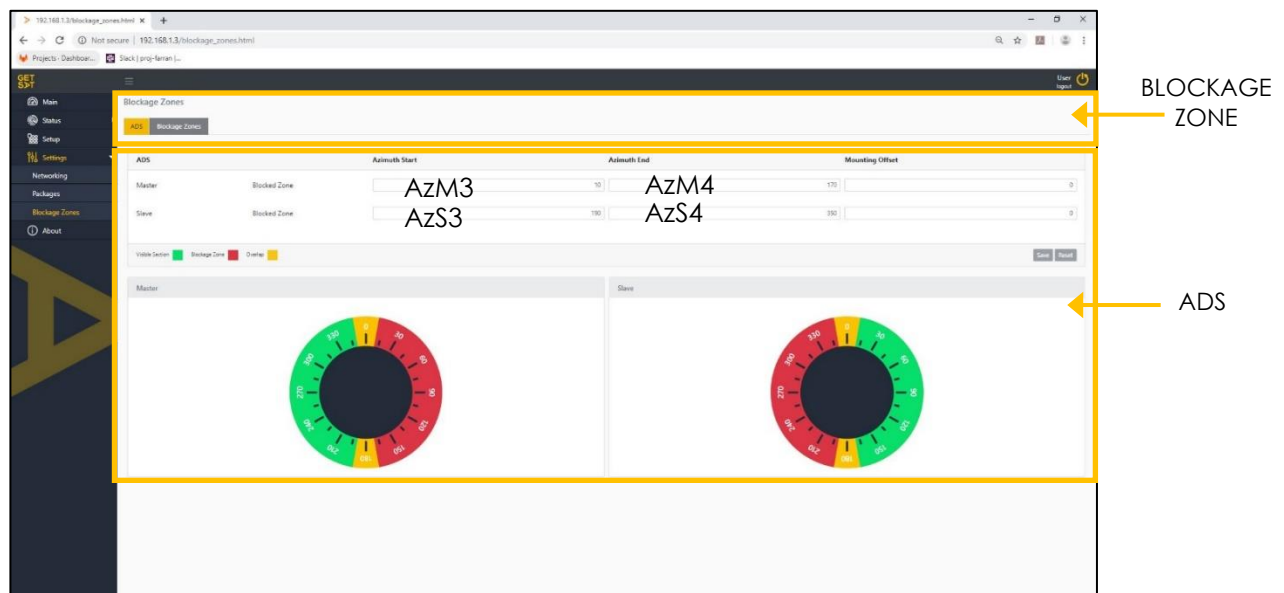 192.168.1.3/blockage_zones.html
Not secure | 192.168.1.3/blockage_zones.html
Projects · Dashboar...
Slack | proj-farran |...
GET
SAT
User
logout
Main
Status
Setup
Settings
Networking
Packages
Blockage Zones
About
Blockage Zones
ADS Blockage Zones
BLOCKAGE
ZONE
ADS Azimuth Start Azimuth End Mounting Offset
Master Blocked Zone AzM3 10 AzM4 170 0
Slave Blocked Zone AzS3 190 AzS4 350 0
Visible Section Blockage Zone Overlap Save Reset
ADS
Master
0 30 60 90 120 150 180 210 240 270 300 330
Slave
0 30 60 90 120 150 180 210 240 270 300 330